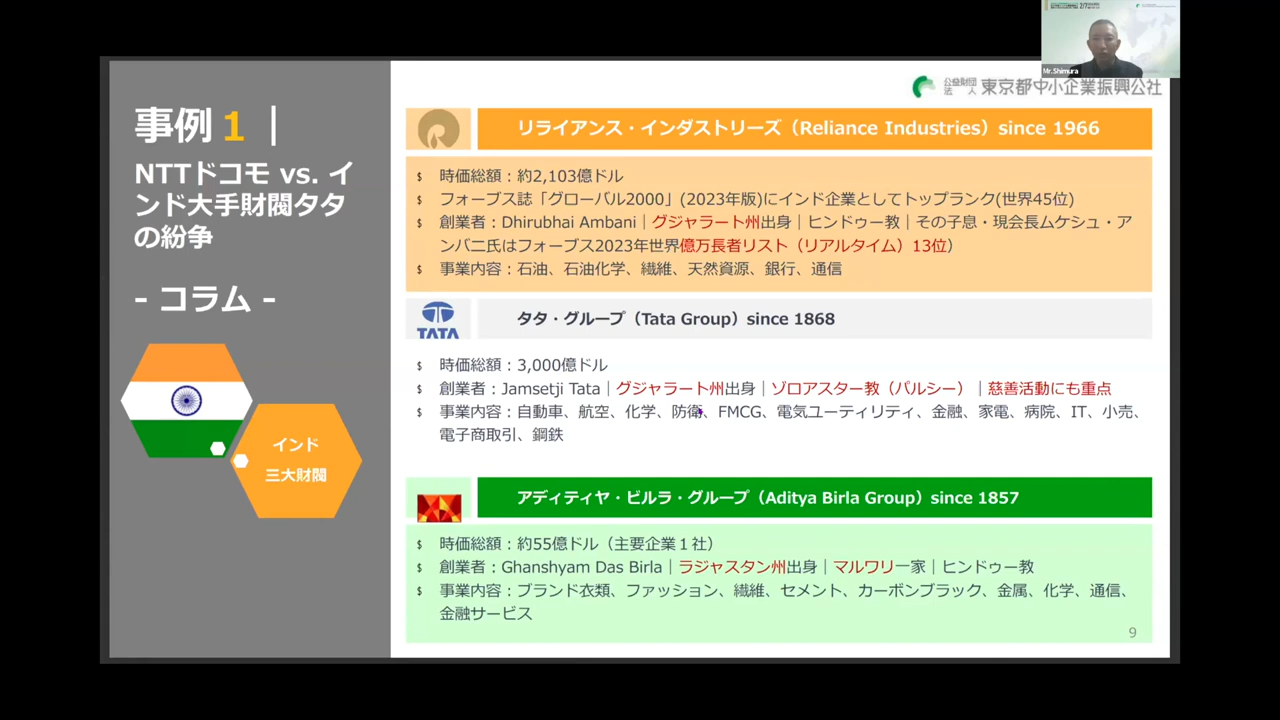 Mr.Shimura
公益財団
法 人
東京都中小企業振興公社
事例 1 |
NTTドコモ vs. イ
ンド大手財閥タタ
の紛争
- コラム -
インド
三大財閥
リライアンス・インダストリーズ（Reliance Industries）since 1966
$ 時価総額：約2,103億ドル
$ フォーブス誌「グローバル2000」(2023年版)にインド企業としてトップランク(世界45位)
$ 創業者：Dhirubhai Ambani｜グジャラート州出身｜ヒンドゥー教｜その子息・現会長ムケシュ・ア
ンバニ氏はフォーブス2023年世界億万長者リスト（リアルタイム）13位）
$ 事業内容：石油、石油化学、繊維、天然資源、銀行、通信
TATA
タタ・グループ（Tata Group）since 1868
$ 時価総額：3,000億ドル
$ 創業者：Jamsetji Tata｜グジャラート州出身｜ゾロアスター教（パルシー）｜慈善活動にも重点
$ 事業内容：自動車、航空、化学、防衛、FMCG、電気ユーティリティ、金融、家電、病院、IT、小売、
電子商取引、鋼鉄
アディティヤ・ビルラ・グループ（Aditya Birla Group）since 1857
$ 時価総額：約55億ドル（主要企業１社）
$ 創業者：Ghanshyam Das Birla｜ラジャスタン州出身｜マルワリ一家｜ヒンドゥー教
$ 事業内容：ブランド衣類、ファッション、繊維、セメント、カーボンブラック、金属、化学、通信、
金融サービス
9